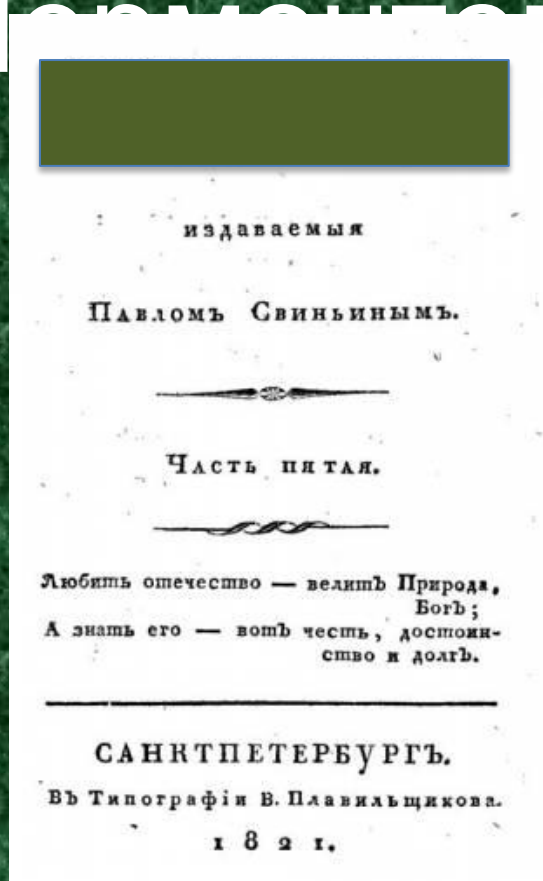 издаваемыя
Павломъ Свиньинымъ.
Часть пятая.
Любить отечество — велитъ Природа,
Богъ;
А знать его — вотъ честь, достоин-
ство и долгъ.
САНКТПЕТЕРБУРГЪ.
Въ Типографіи В. Плавильщикова.
1821.